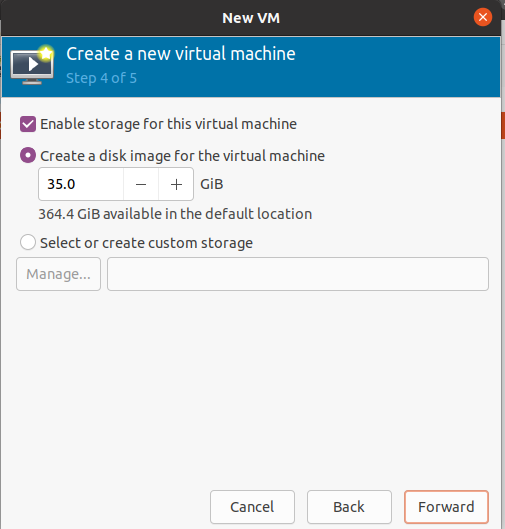 New VM
Create a new virtual machine
Step 4 of 5
Enable storage for this virtual machine
Create a disk image for the virtual machine
35.0 − + GiB
364.4 GiB available in the default location
Select or create custom storage
Manage...
Cancel Back Forward